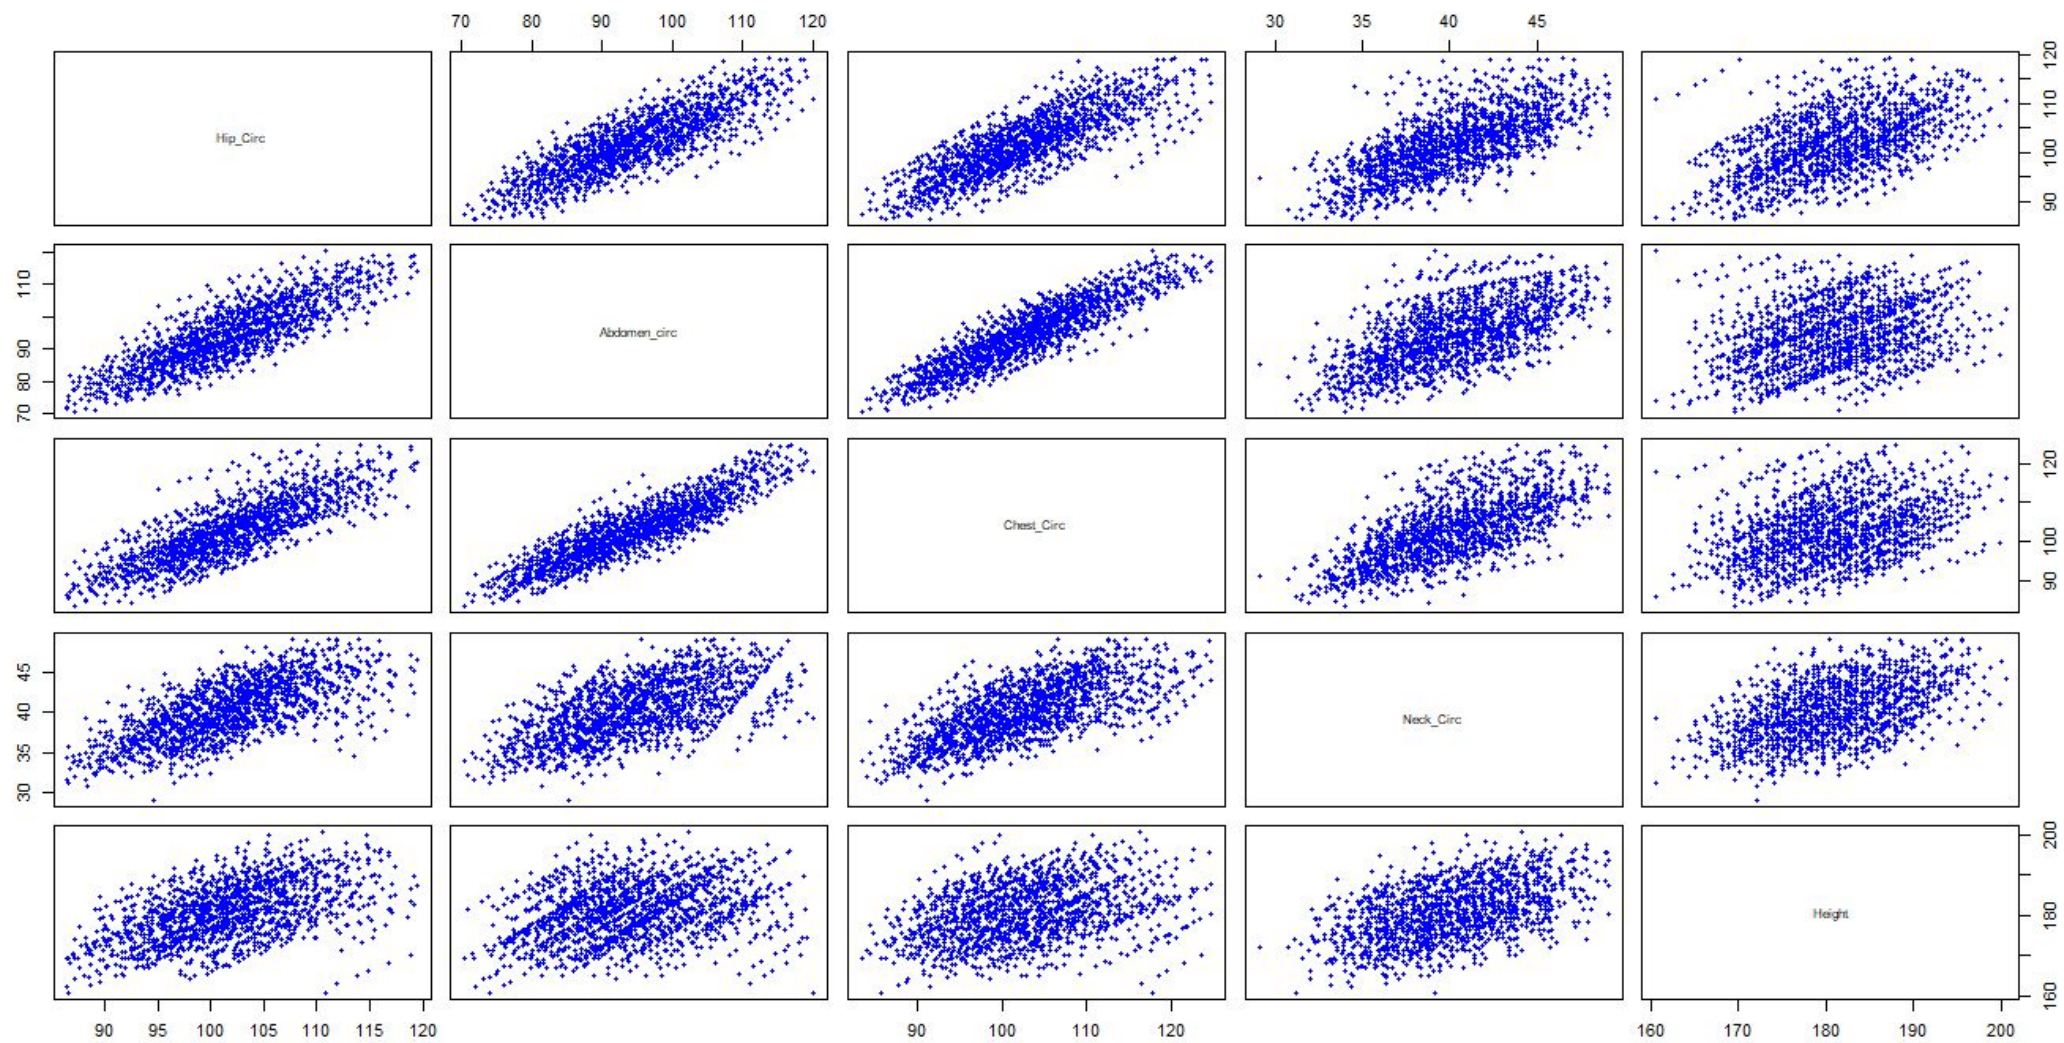 70 80 90 100 110 120
30 35 40 45
Hip_Circ
90 100 110 120
70 80 90 110
Abdomen_circ
Chest_Circ
90 100 120
30 35 40 45
Neck_Circ
Height
160 180 200
90 95 100 105 110 115 120
90 100 110 120
160 170 180 190 200